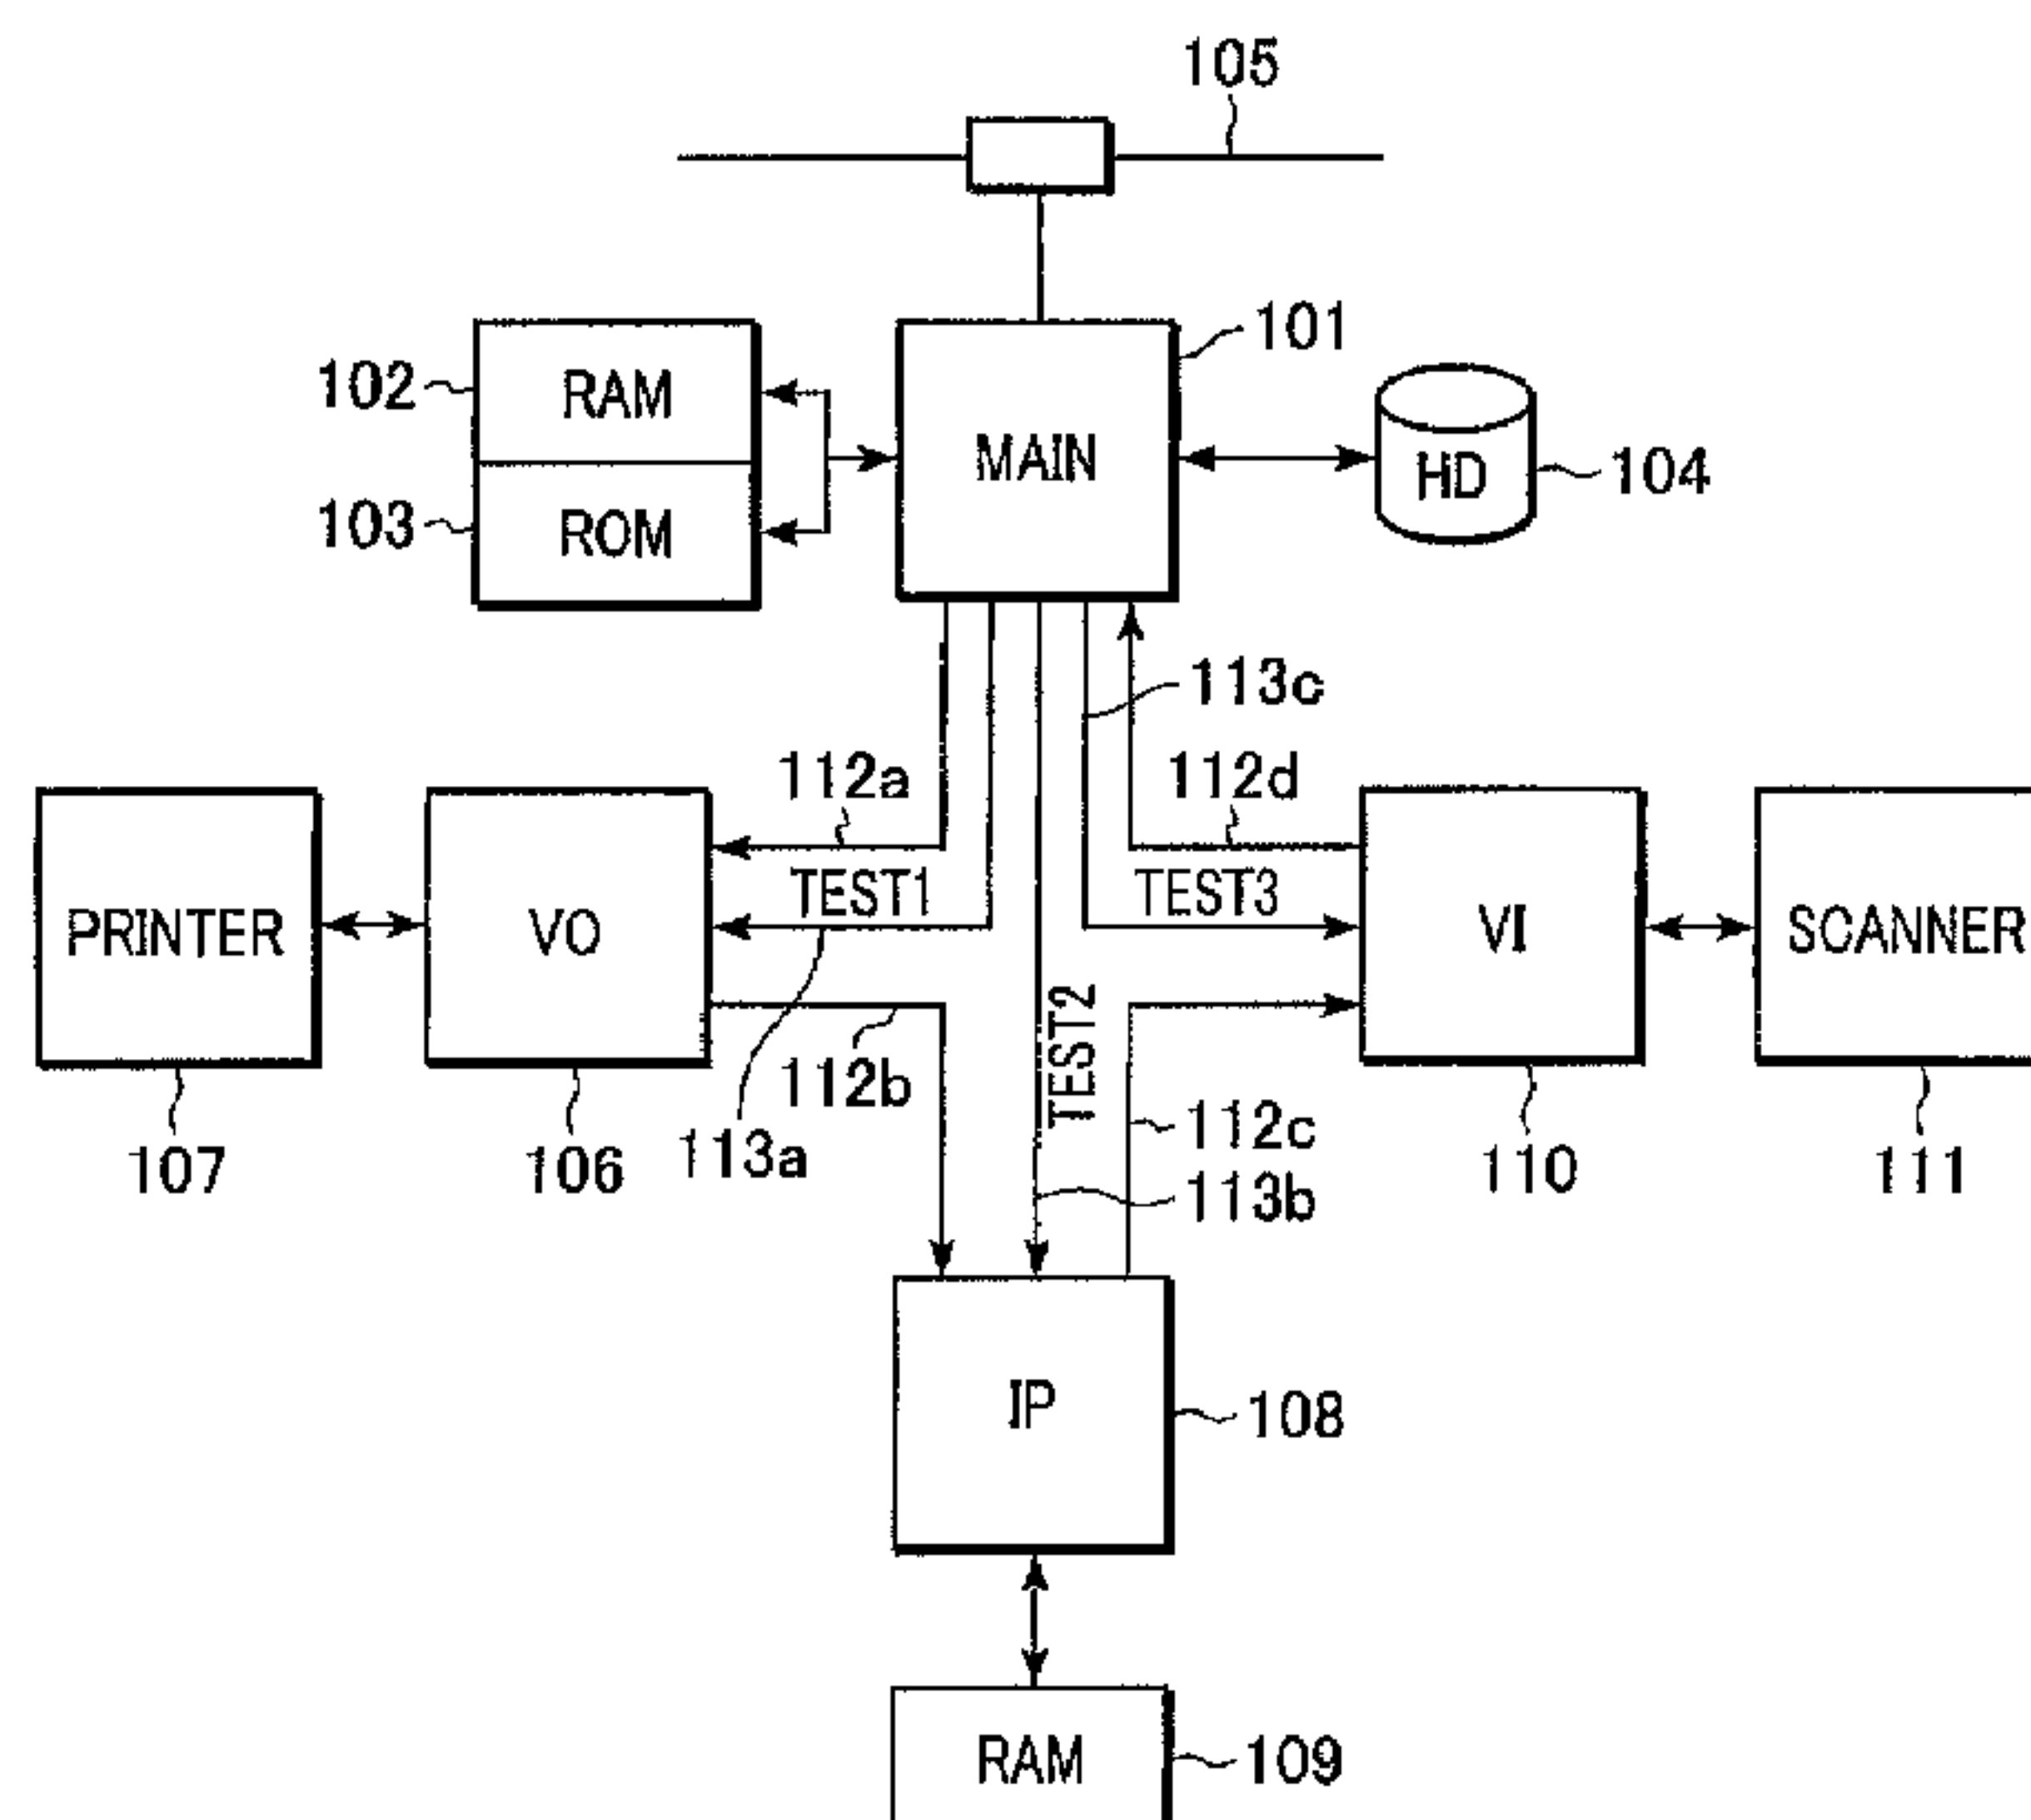 105
101
102
RAM
MAIN
HD
104
103
ROM
113c
112a
112d
TEST1
TEST3
PRINTER
VO
VI
SCANNER
TEST2
112b
112c
107
106
113a
113b
110
111
IP
108
RAM
109